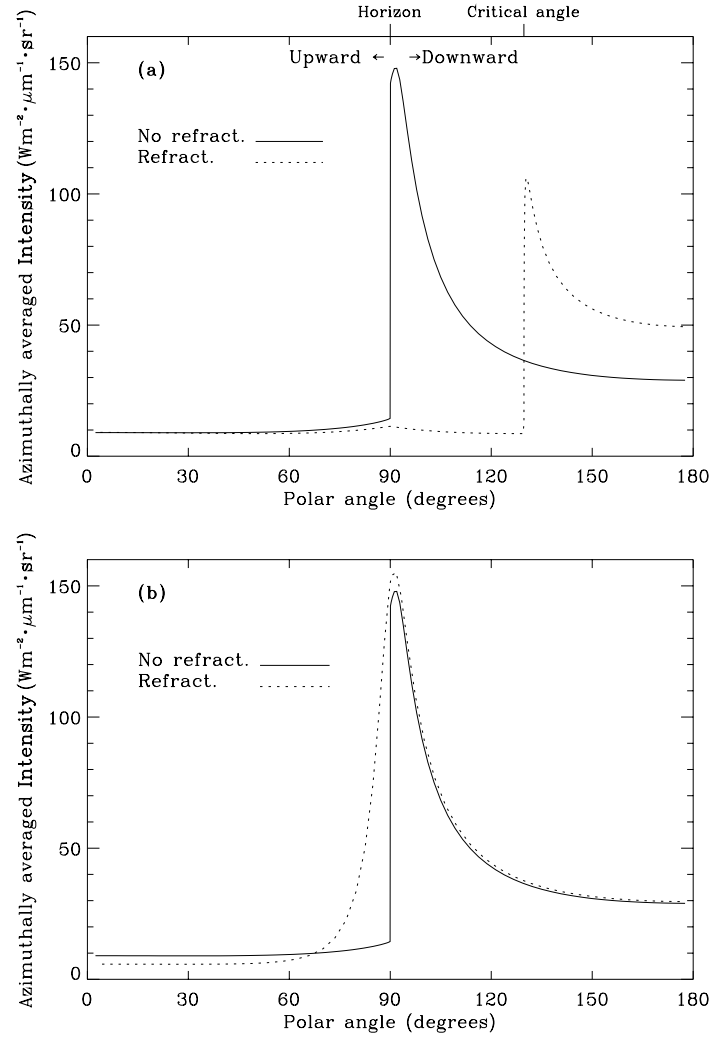 Horizon Critical angle
(a) Upward ← →Downward
No refract.
Refract.
150
100
50
0
0 30 60 90 120 150 180
Polar angle (degrees)
Azimuthally averaged Intensity (Wm⁻²·μm⁻¹·sr⁻¹)
(b)
No refract.
Refract.
150
100
50
0
0 30 60 90 120 150 180
Polar angle (degrees)
Azimuthally averaged Intensity (Wm⁻²·μm⁻¹·sr⁻¹)